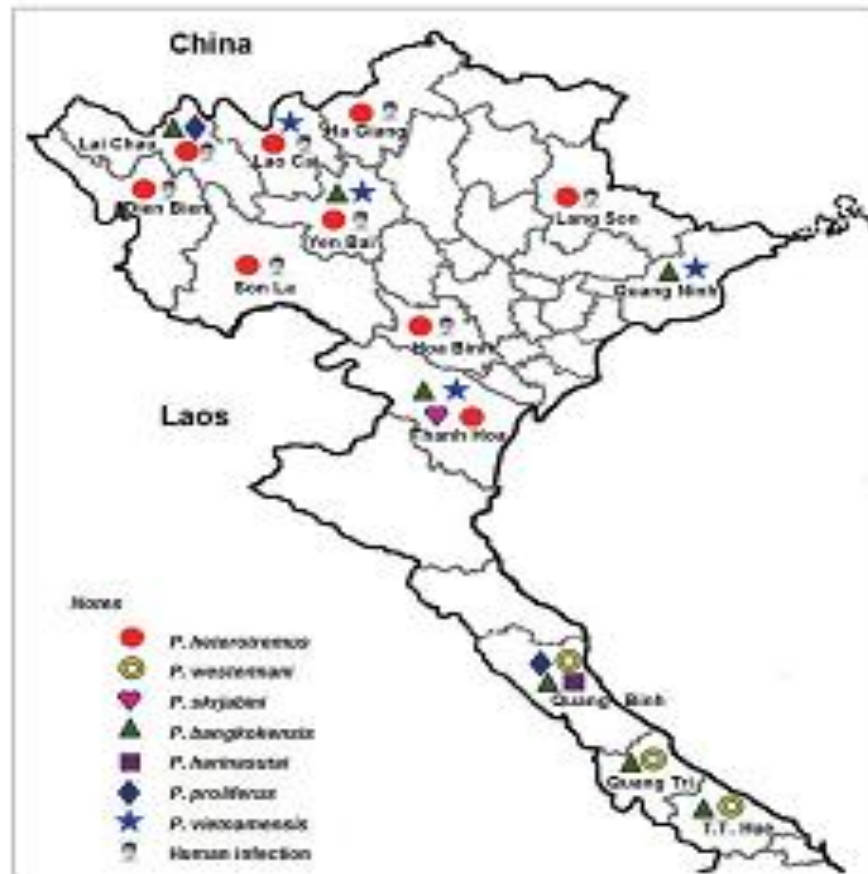 China
Ha Giang
Lai Chau
Lao Cai
Dien Bien
Lang Son
Yen Bai
Son La
Quang Ninh
Hoa Binh
Laos
Thanh Hoa
Notes
P. heterotremus
P. westermani
P. skrjabini
P. bangkokensis
P. harinasutai
P. proliferus
P. vietnamensis
Human infection
Quang Binh
Quang Tri
T.T. Hue